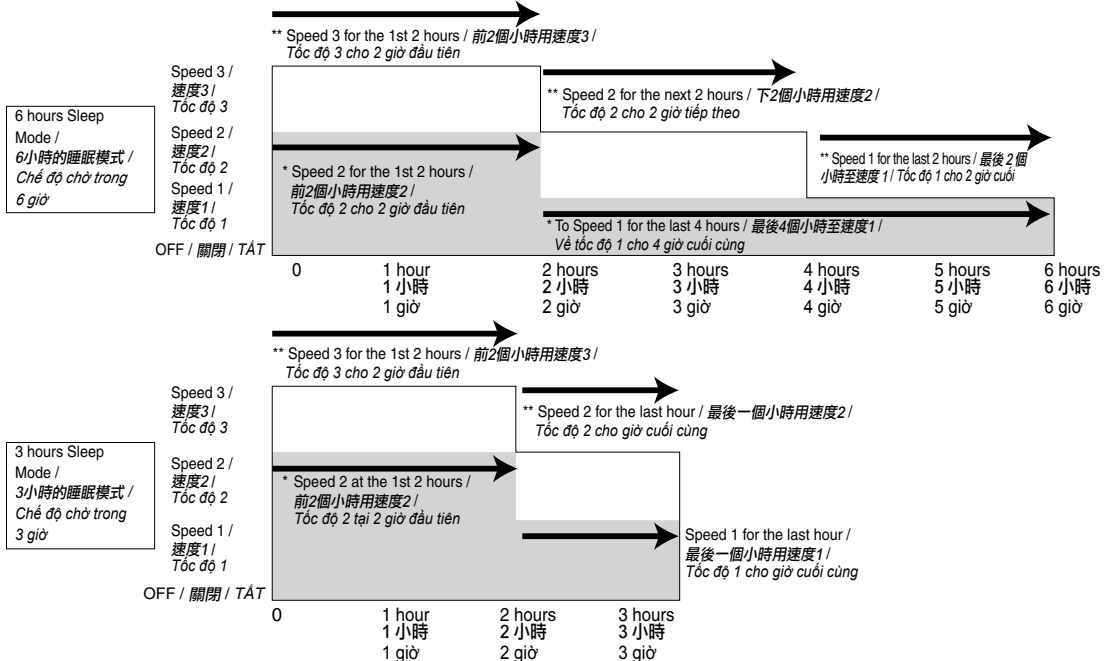 ** Speed 3 for the 1st 2 hours / 前2個小時用速度3 /
Tốc độ 3 cho 2 giờ đầu tiên
Speed 3 /
速度3 /
Tốc độ 3
** Speed 2 for the next 2 hours / 下2個小時用速度2 /
Tốc độ 2 cho 2 giờ tiếp theo
6 hours Sleep
Mode /
6小時的睡眠模式 /
Chế độ chờ trong
6 giờ
Speed 2 /
速度2 /
Tốc độ 2
* Speed 2 for the 1st 2 hours /
前2個小時用速度2 /
Tốc độ 2 cho 2 giờ đầu tiên
** Speed 1 for the last 2 hours / 最後 2 個
小時至速度 1 / Tốc độ 1 cho 2 giờ cuối
Speed 1 /
速度1 /
Tốc độ 1
* To Speed 1 for the last 4 hours / 最後4個小時至速度1 /
Về tốc độ 1 cho 4 giờ cuối cùng
OFF / 關閉 / TẮT
0 1 hour 2 hours 3 hours 4 hours 5 hours 6 hours
1 小時 2 小時 3 小時 4 小時 5 小時 6 小時
1 giờ 2 giờ 3 giờ 4 giờ 5 giờ 6 giờ
** Speed 3 for the 1st 2 hours / 前2個小時用速度3 /
Tốc độ 3 cho 2 giờ đầu tiên
Speed 3 /
速度3 /
Tốc độ 3
** Speed 2 for the last hour / 最後一個小時用速度2 /
Tốc độ 2 cho giờ cuối cùng
3 hours Sleep
Mode /
3小時的睡眠模式 /
Chế độ chờ trong
3 giờ
Speed 2 /
速度2 /
Tốc độ 2
* Speed 2 at the 1st 2 hours /
前2個小時用速度2 /
Tốc độ 2 tại 2 giờ đầu tiên
Speed 1 /
速度1 /
Tốc độ 1
Speed 1 for the last hour /
最後一個小時用速度1 /
Tốc độ 1 cho giờ cuối cùng
OFF / 關閉 / TẮT
0 1 hour 2 hours 3 hours
1 小時 2 小時 3 小時
1 giờ 2 giờ 3 giờ